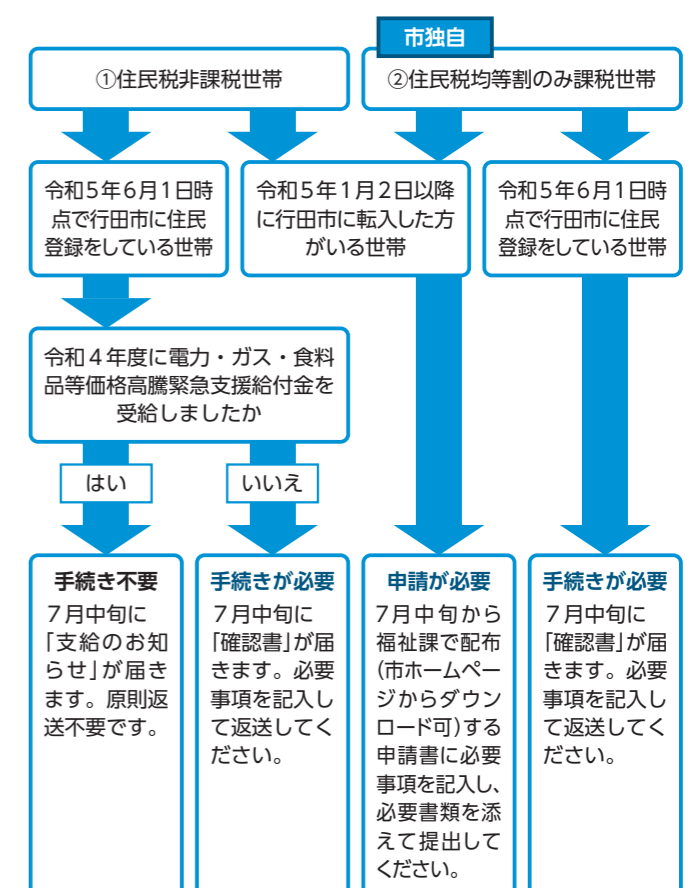 市独自
①住民税非課税世帯
②住民税均等割のみ課税世帯
令和5年6月1日時
点で行田市に住民
登録をしている世帯
令和5年1月2日以降
に行田市に転入した方
がいる世帯
令和5年6月1日時
点で行田市に住民
登録をしている世帯
令和4年度に電力・ガス・食料
品等価格高騰緊急支援給付金を
受給しましたか
はい
いいえ
手続き不要
7月中旬に
「支給のお知
らせ」が届き
ます。原則返
送不要です。
手続きが必要
7月中旬に
「確認書」が届
きます。必要
事項を記入し
て返送してく
ださい。
申請が必要
7月中旬から
福祉課で配布
(市ホームペー
ジからダウン
ロード可)する
申請書に必要
事項を記入し、
必要書類を添
えて提出して
ください。
手続きが必要
7月中旬に
「確認書」が届
きます。必要
事項を記入し
て返送してく
ださい。